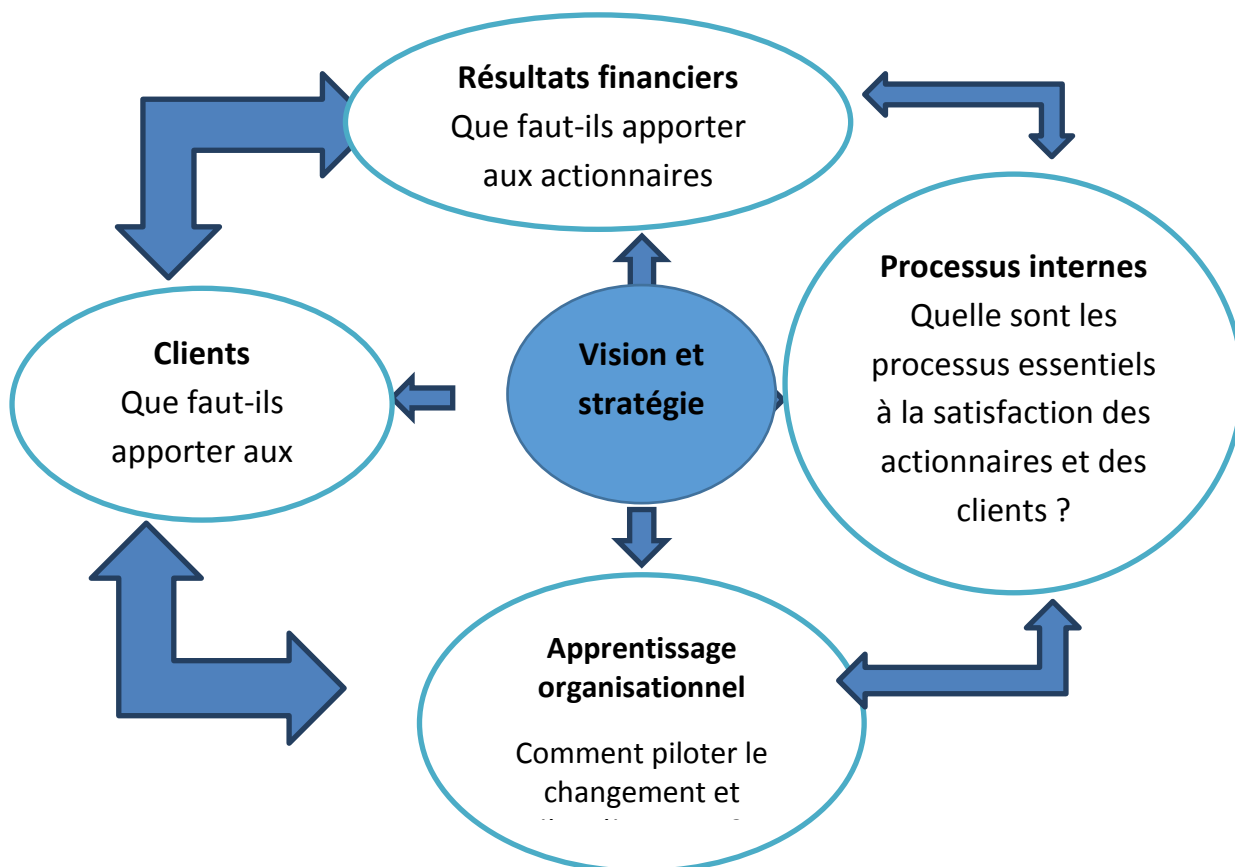 Résultats financiers
Que faut-ils apporter
aux actionnaires
Processus internes
Quelle sont les
processus essentiels
à la satisfaction des
actionnaires et des
clients ?
Vision et
stratégie
Clients
Que faut-ils
apporter aux
Apprentissage
organisationnel
Comment piloter le
changement et